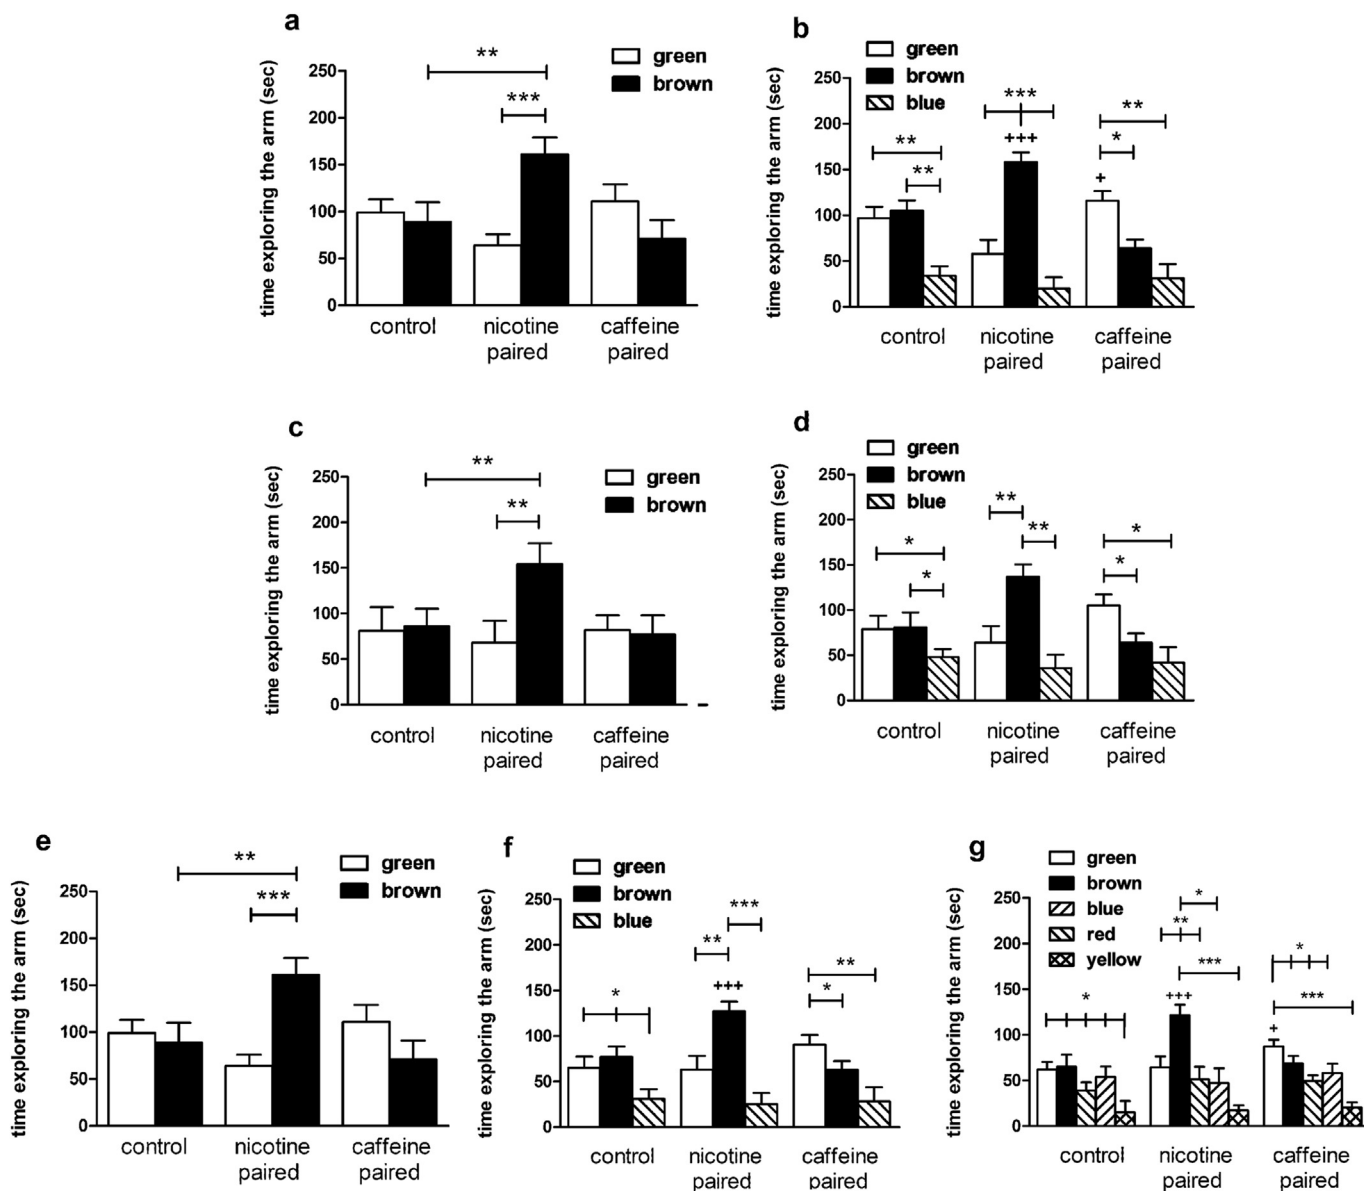 a
green
brown
**
***
time exploring the arm (sec)
250
200
150
100
50
0
control
nicotine
paired
caffeine
paired
b
green
brown
blue
**
**
***
+++
**
*
+
time exploring the arm (sec)
250
200
150
100
50
0
control
nicotine
paired
caffeine
paired
c
green
brown
**
**
time exploring the arm (sec)
250
200
150
100
50
0
control
nicotine
paired
caffeine
paired
d
green
brown
blue
*
*
**
**
*
*
time exploring the arm (sec)
250
200
150
100
50
0
control
nicotine
paired
caffeine
paired
e
green
brown
**
***
time exploring the arm (sec)
250
200
150
100
50
0
control
nicotine
paired
caffeine
paired
f
green
brown
blue
*
***
**
+++
**
*
time exploring the arm (sec)
250
200
150
100
50
0
control
nicotine
paired
caffeine
paired
g
green
brown
blue
red
yellow
*
*
**
***
+++
*
***
+
time exploring the arm (sec)
250
200
150
100
50
0
control
nicotine
paired
caffeine
paired